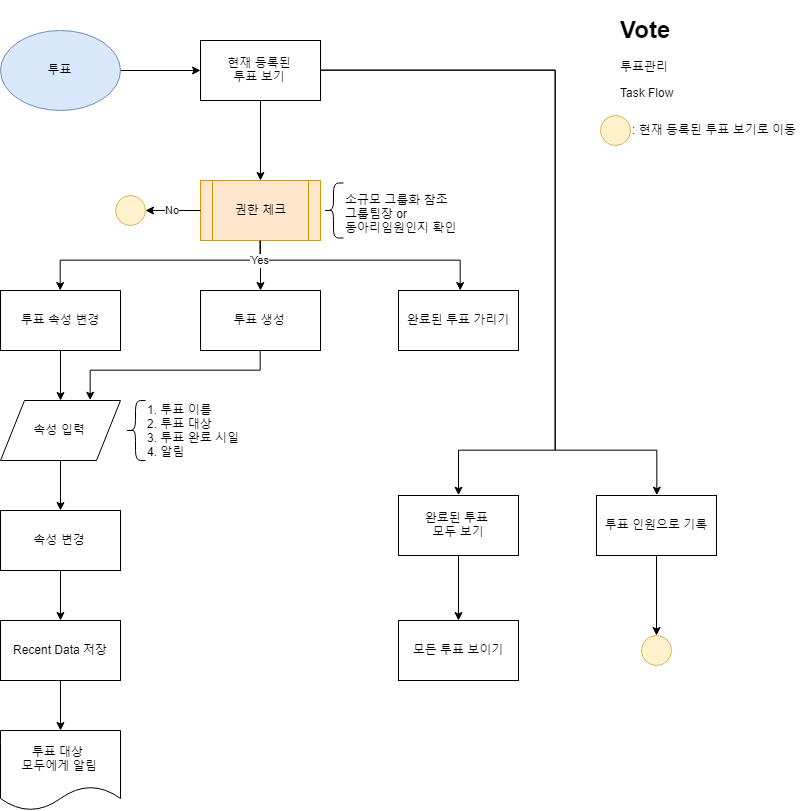 Vote
투표관리
Task Flow
: 현재 등록된 투표 보기로 이동
투표
현재 등록된
투표 보기
No
권한 체크
소규모 그룹화 참조
그룹팀장 or
동아리임원인지 확인
Yes
투표 속성 변경
투표 생성
완료된 투표 가리기
속성 입력
1. 투표 이름
2. 투표 대상
3. 투표 완료 시일
4. 알림
속성 변경
완료된 투표
모두 보기
투표 인원으로 기록
Recent Data 저장
모든 투표 보이기
투표 대상
모두에게 알림